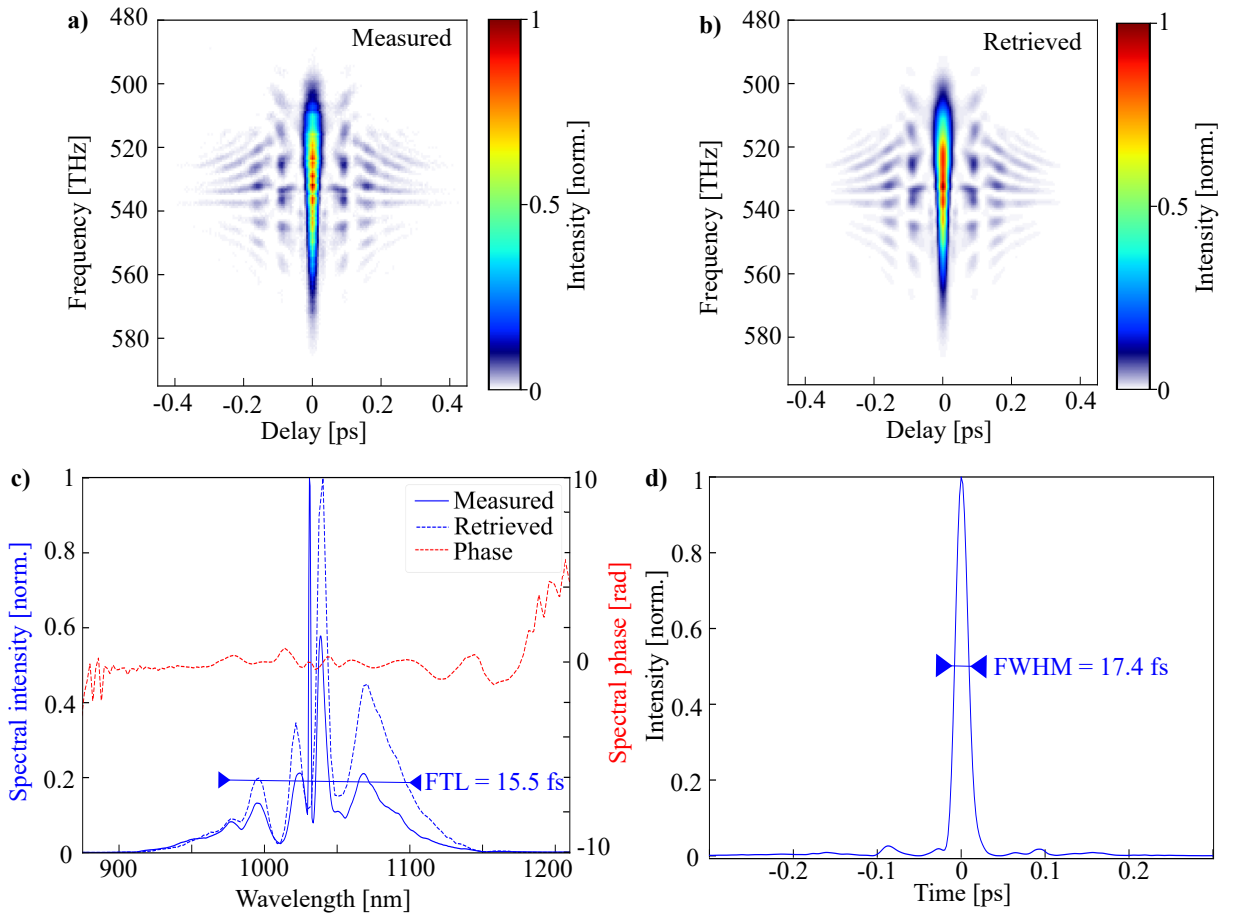 a)
Measured
480
500
520
540
560
580
Frequency [THz]
-0.4
-0.2
0
0.2
0.4
Delay [ps]
1
0.5
0
Intensity [norm.]
b)
Retrieved
480
500
520
540
560
580
Frequency [THz]
-0.4
-0.2
0
0.2
0.4
Delay [ps]
1
0.5
0
Intensity [norm.]
c)
1
0.8
0.6
0.4
0.2
0
Spectral intensity [norm.]
Measured
Retrieved
Phase
FTL = 15.5 fs
10
0
-10
Spectral phase [rad]
900
1000
1100
1200
Wavelength [nm]
d)
1
0.8
0.6
0.4
0.2
0
Intensity [norm.]
FWHM = 17.4 fs
-0.2
-0.1
0
0.1
0.2
Time [ps]